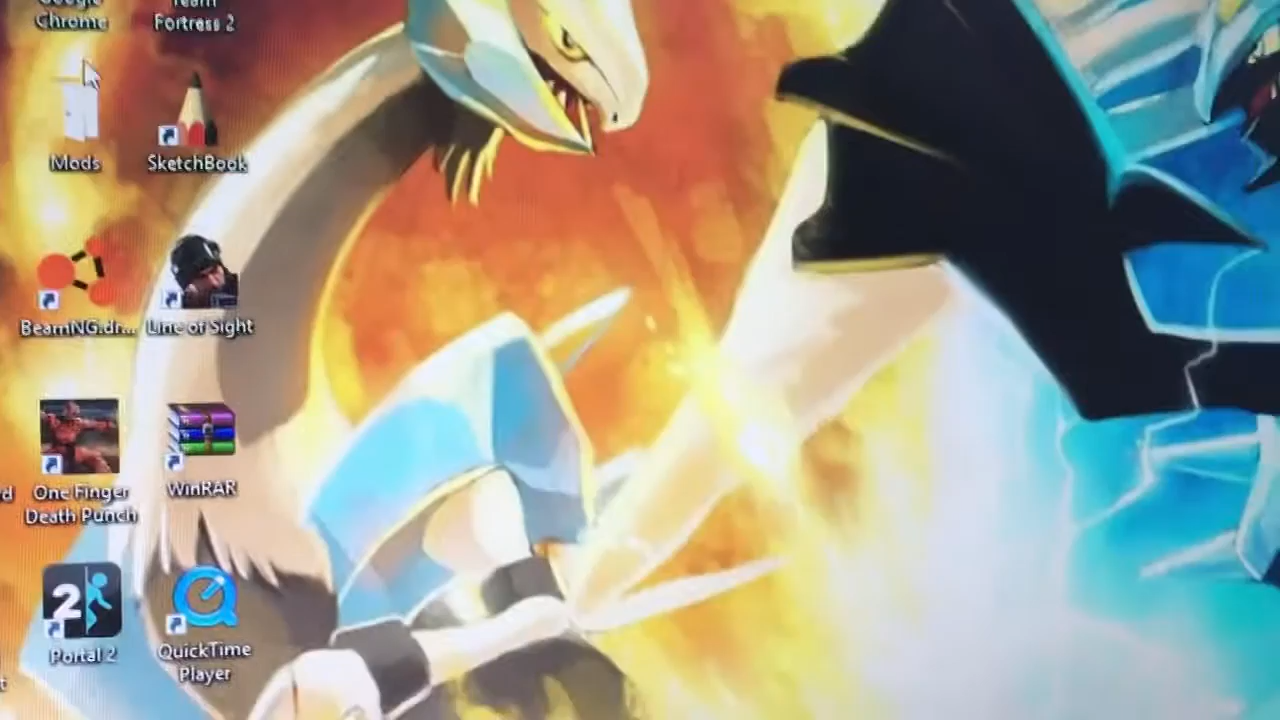 Google
Chrome
Team
Fortress 2
Mods
SketchBook
BeamNG.dr...
Line of Sight
One Finger
Death Punch
WinRAR
2
Portal 2
QuickTime
Player